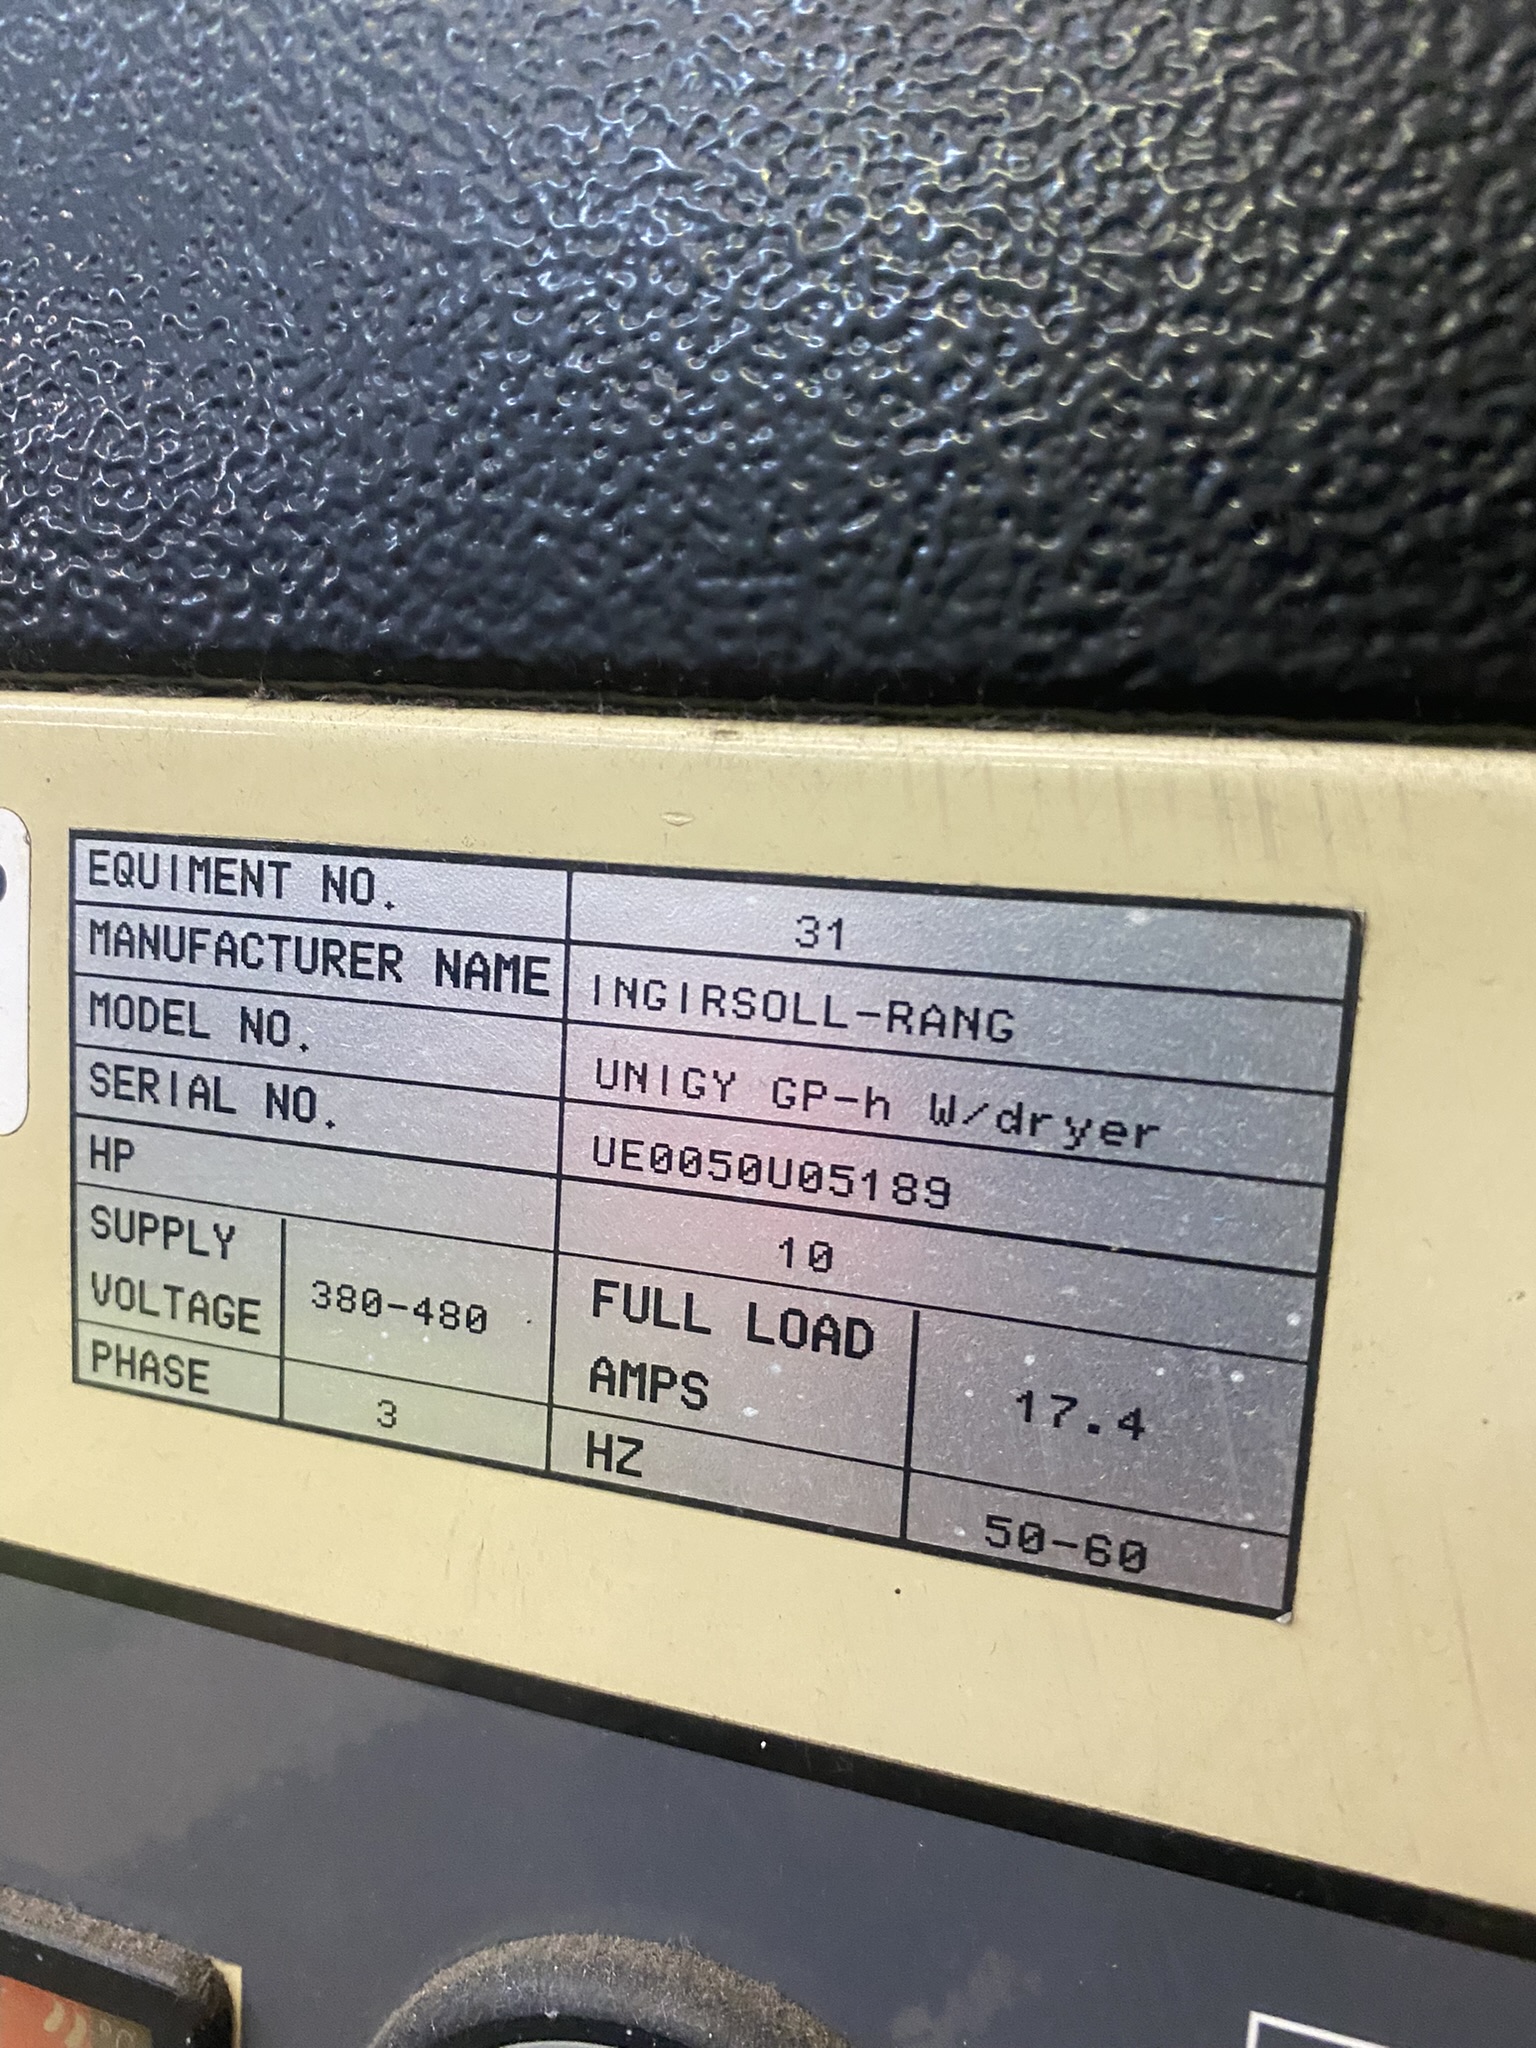 EQUIMENT NO. 31
MANUFACTURER NAME INGIRSOLL-RANG
MODEL NO. UNIGY GP-h W/dryer
SERIAL NO. UE0050U05189
HP 10
SUPPLY VOLTAGE 380-480
FULL LOAD AMPS 17.4
PHASE 3
HZ 50-60